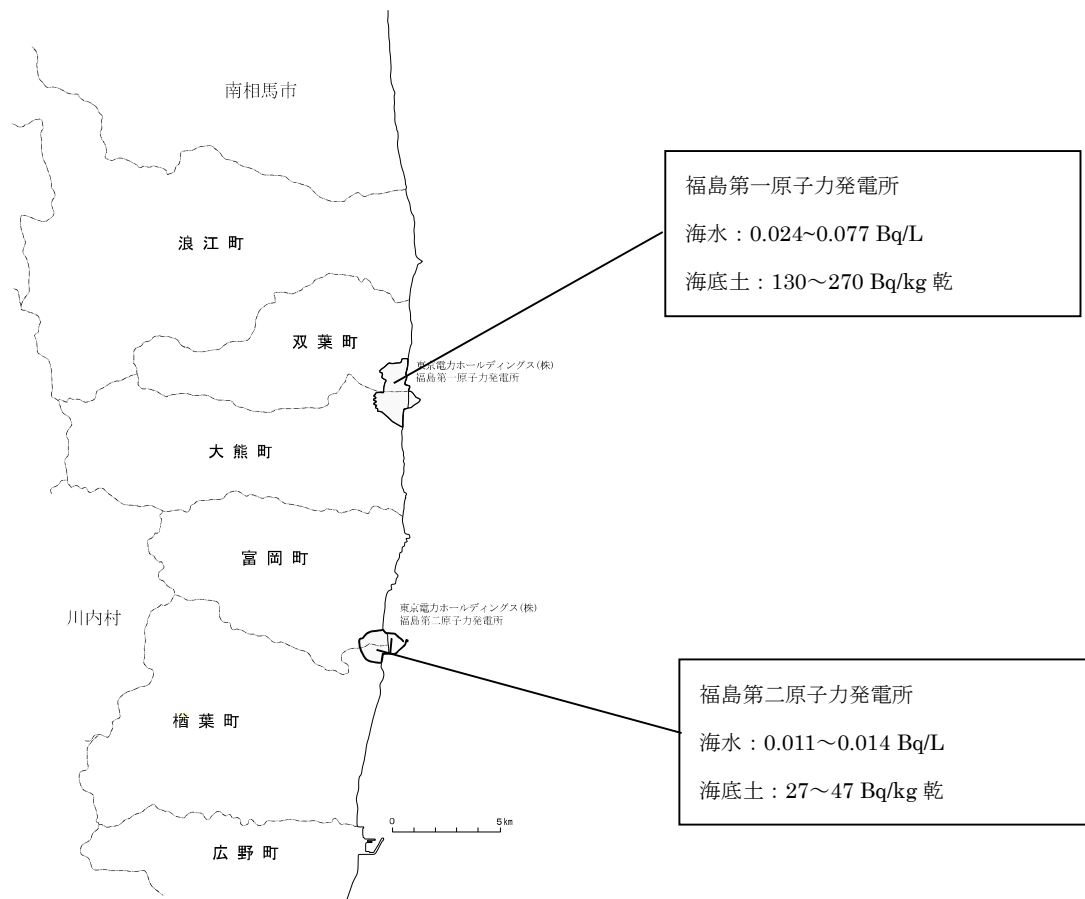 南相馬市
浪江町
双葉町
東京電力ホールディングス(株)
福島第一原子力発電所
大熊町
富岡町
川内村
東京電力ホールディングス(株)
福島第二原子力発電所
楢葉町
広野町
0 5km
福島第一原子力発電所
海水：0.024~0.077 Bq/L
海底土：130～270 Bq/kg 乾
福島第二原子力発電所
海水：0.011～0.014 Bq/L
海底土：27～47 Bq/kg 乾